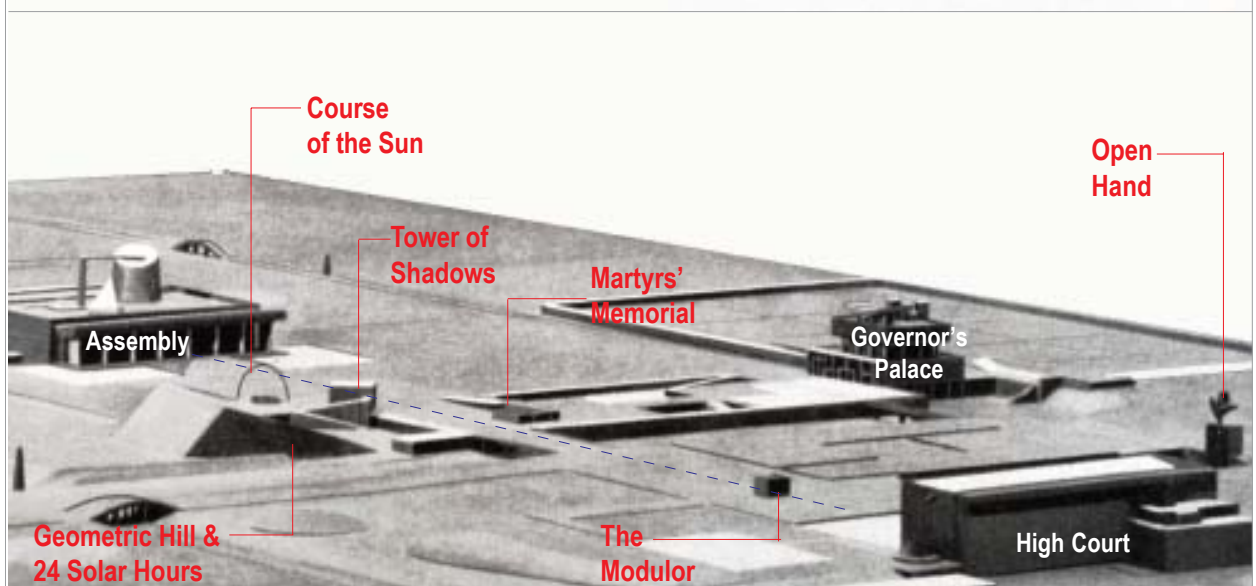 Course
of the Sun
Open
Hand
Tower of
Shadows
Martyrs’
Memorial
Assembly
Governor’s
Palace
Geometric Hill &
24 Solar Hours
The
Modulor
High Court